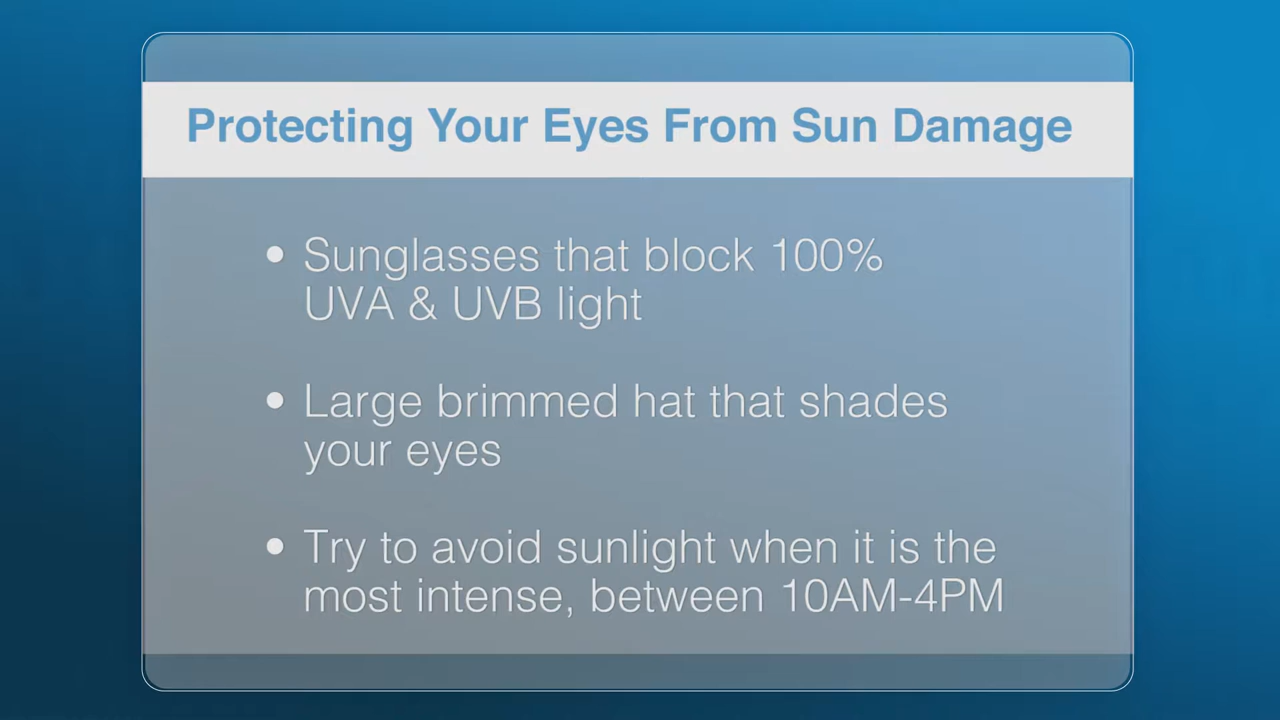 Protecting Your Eyes From Sun Damage
• Sunglasses that block 100%
UVA & UVB light
• Large brimmed hat that shades
your eyes
• Try to avoid sunlight when it is the
most intense, between 10AM-4PM